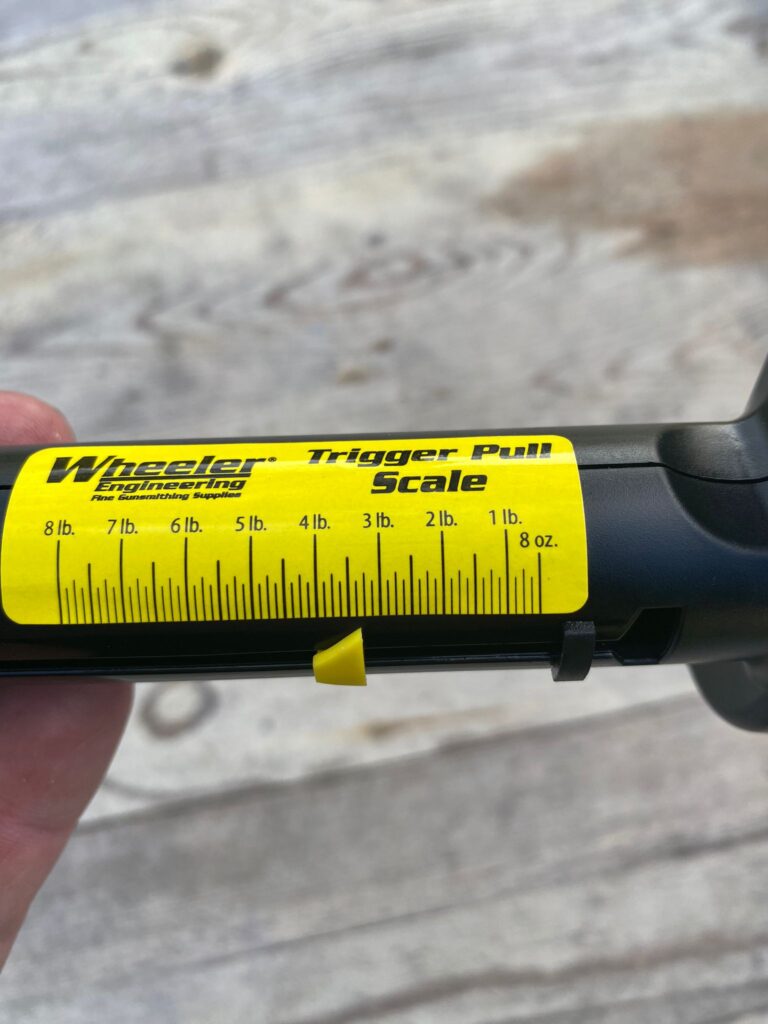 Wheeler®
Engineering
Fine Gunsmithing Supplies
Trigger Pull
Scale
8 lb. 7 lb. 6 lb. 5 lb. 4 lb. 3 lb. 2 lb. 1 lb.
8 oz.